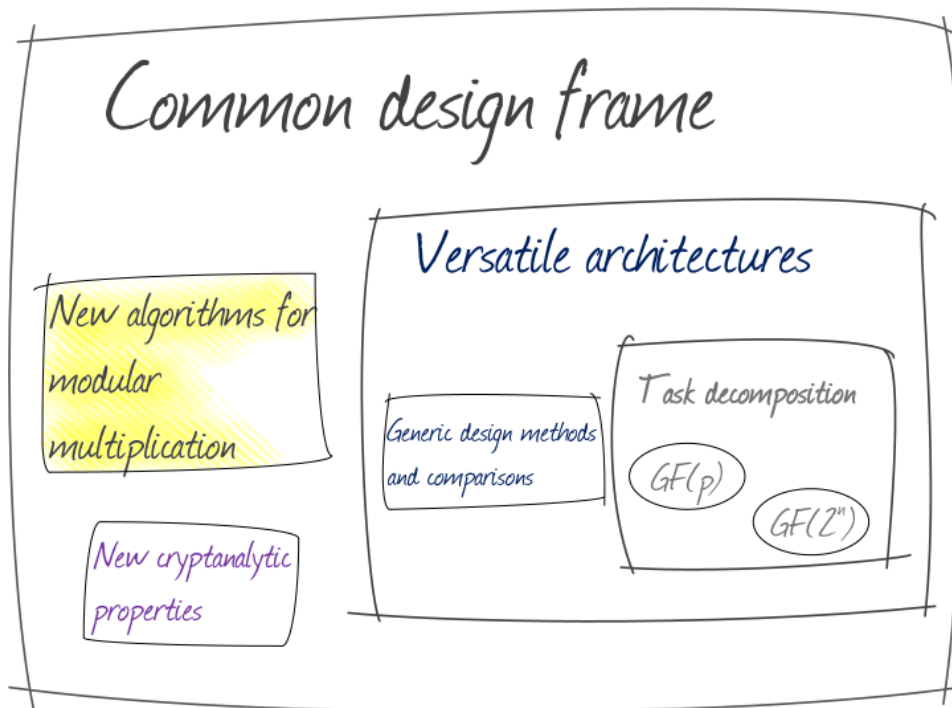 Common design frame
Versatile architectures
New algorithms for
modular
multiplication
Task decomposition
Generic design methods
and comparisons
GF(p)
GF(2ⁿ)
New cryptanalytic
properties